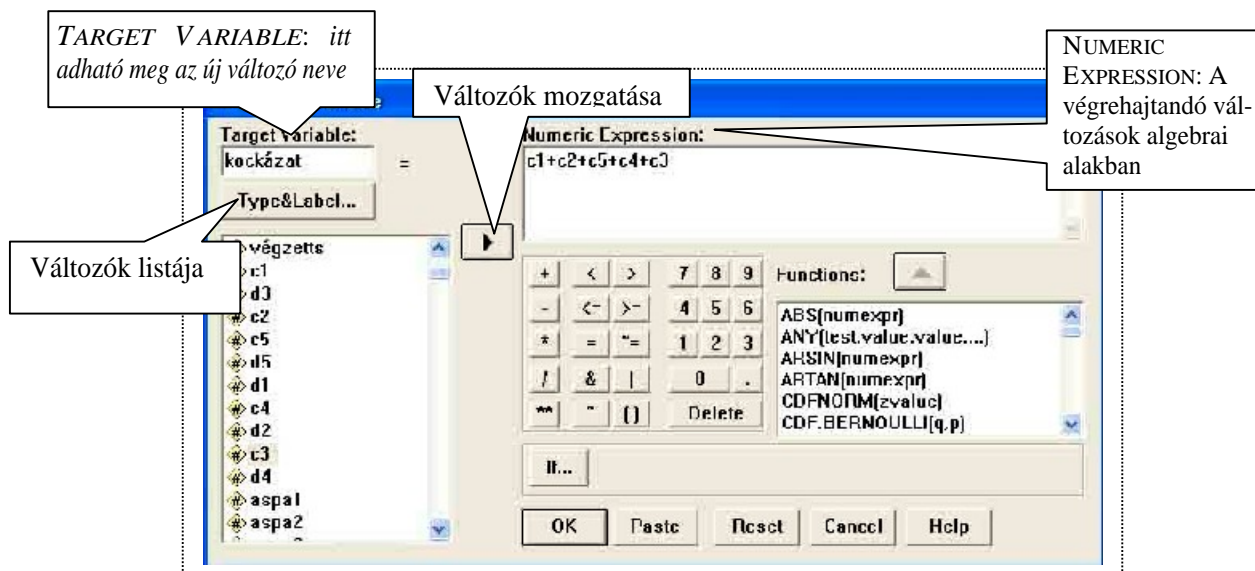 TARGET VARIABLE: itt
adható meg az új változó neve
Változók mozgatása
NUMERIC
EXPRESSION: A
végrehajtandó vál-
tozások algebrai
alakban
Target Variable:
kockázat
=
Numeric Expression:
c1+c2+c5+c4+c3
Type&Label...
Változók listája
végzetts
c1
d3
c2
c5
d5
d1
c4
d2
c3
d4
aspa1
aspa2
+ < > 7 8 9
- <= >= 4 5 6
* = ~= 1 2 3
/ & | 0 .
** ~ () Delete
Functions:
ABS(numexpr)
ANY(test,value,value,...)
ARSIN(numexpr)
ARTAN(numexpr)
CDFNORM(zvalue)
CDF.BERNOULLI(q,p)
If...
OK Paste Reset Cancel Help